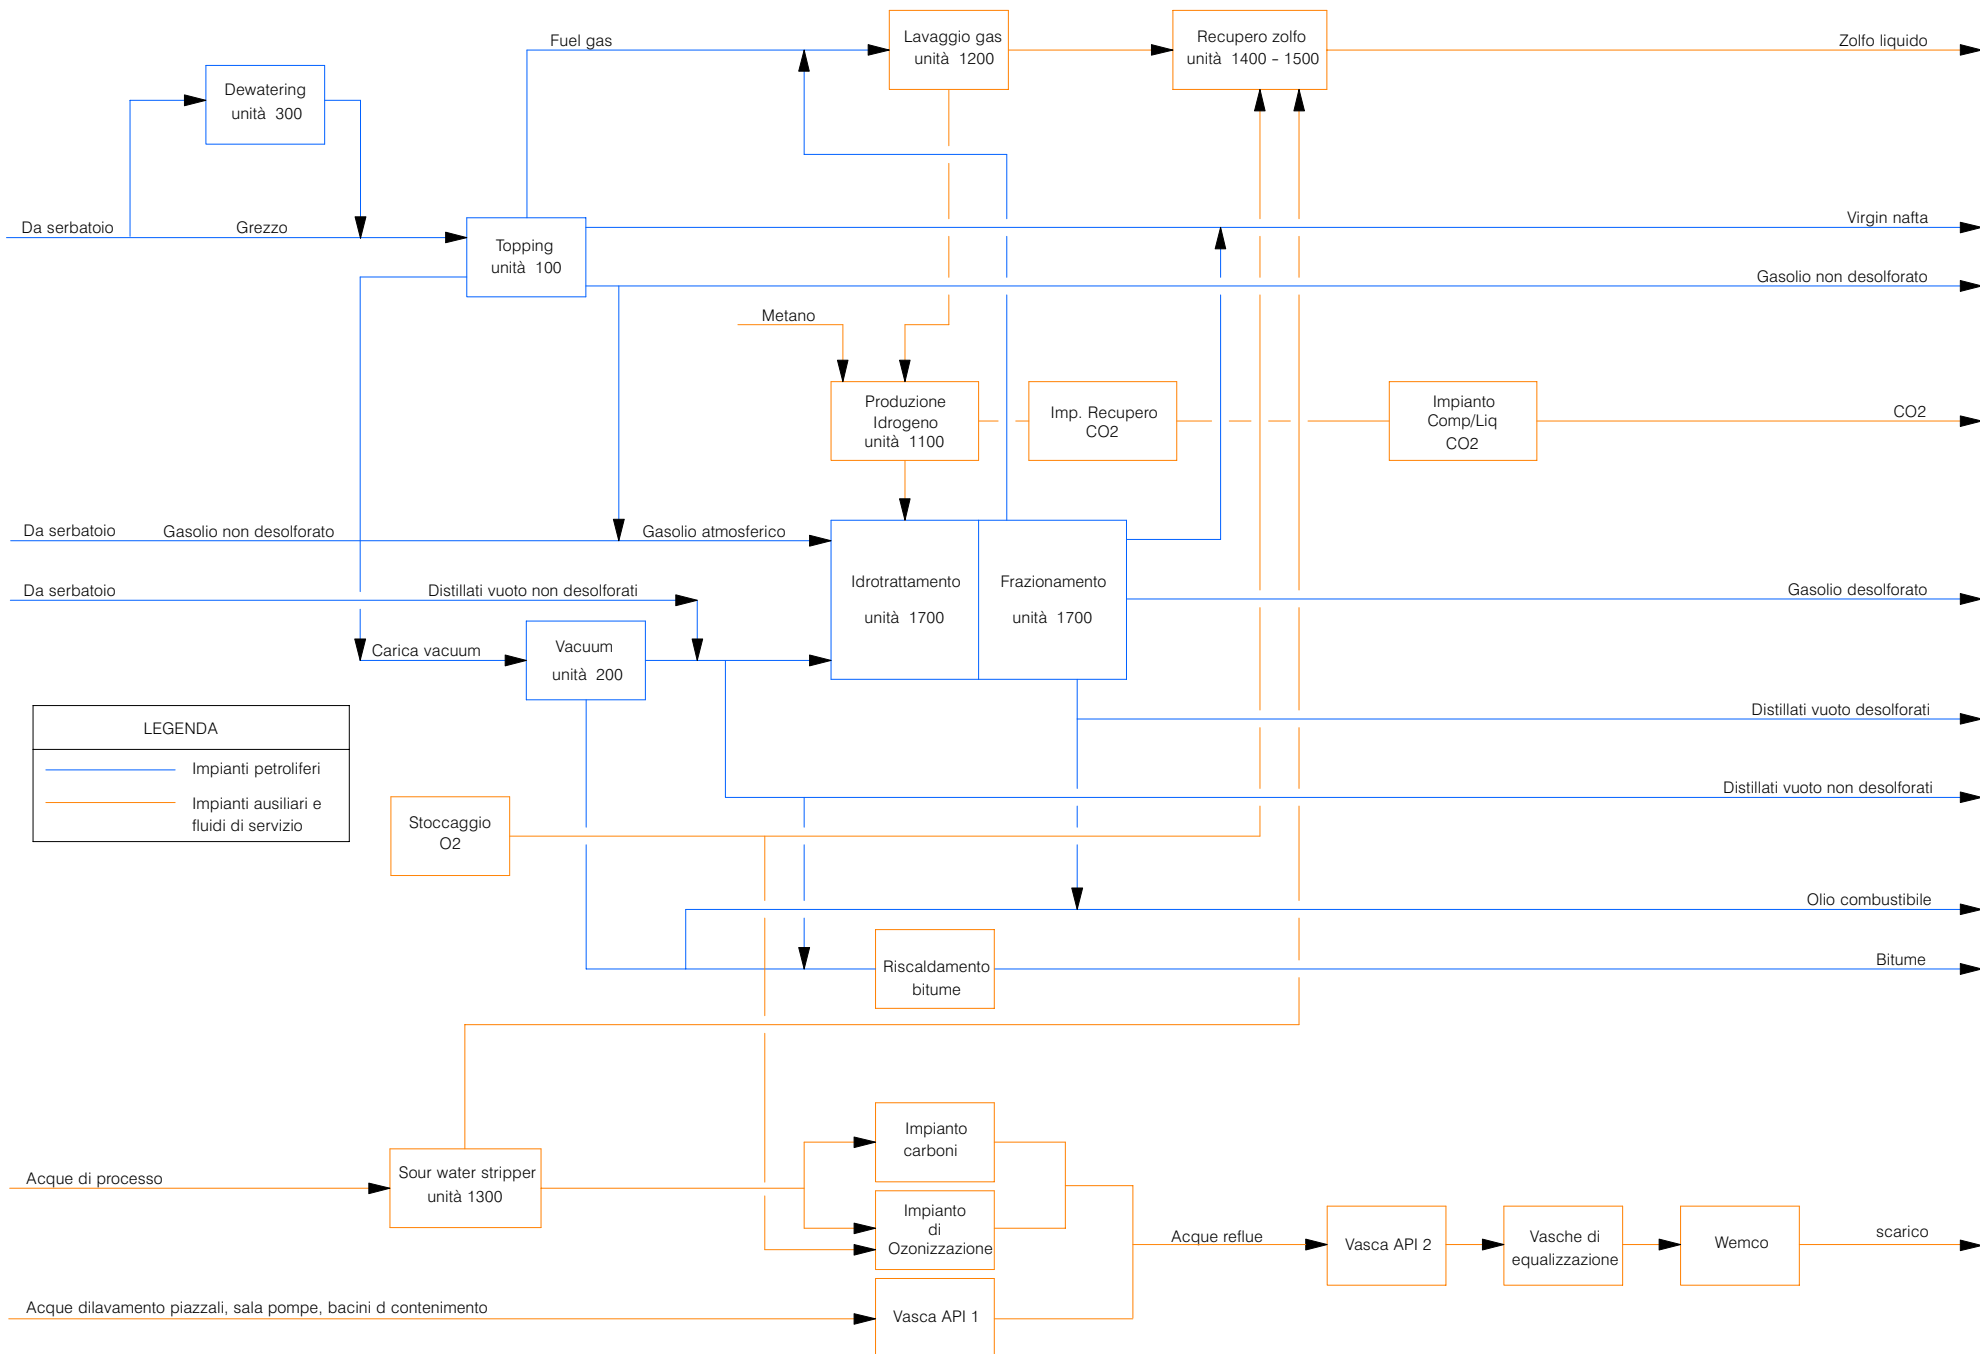 Fuel gas
Lavaggio gas
unità 1200
Recupero zolfo
unità 1400 - 1500
Zolfo liquido
Dewatering
unità 300
Da serbatoio
Grezzo
Topping
unità 100
Virgin nafta
Gasolio non desolforato
Metano
Produzione
Idrogeno
unità 1100
Imp. Recupero
CO2
Impianto
Comp/Liq
CO2
CO2
Da serbatoio
Gasolio non desolforato
Gasolio atmosferico
Da serbatoio
Distillati vuoto non desolforati
Idrotrattamento
unità 1700
Frazionamento
unità 1700
Gasolio desolforato
Carica vacuum
Vacuum
unità 200
LEGENDA
Impianti petroliferi
Impianti ausiliari e
fluidi di servizio
Distillati vuoto desolforati
Distillati vuoto non desolforati
Stoccaggio
O2
Olio combustibile
Riscaldamento
bitume
Bitume
Acque di processo
Sour water stripper
unità 1300
Impianto
carboni
Impianto
di
Ozonizzazione
Acque reflue
Vasca API 2
Vasche di
equalizzazione
Wemco
scarico
Acque dilavamento piazzali, sala pompe, bacini d contenimento
Vasca API 1